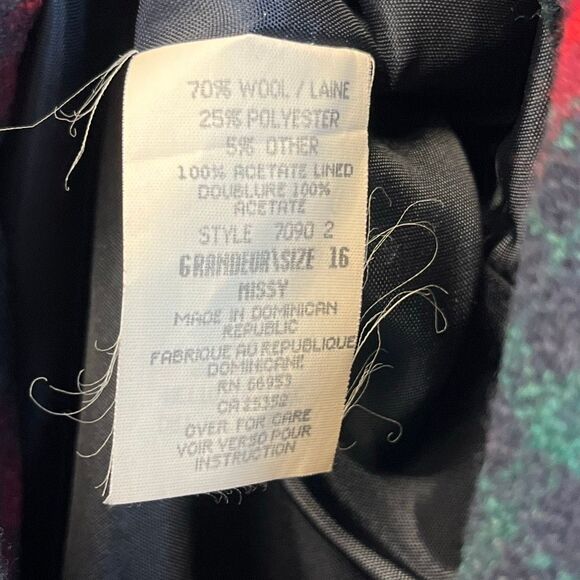 70% WOOL / LAINE
25% POLYESTER
5% OTHER
100% ACETATE LINED
DOUBLURE 100%
ACETATE
STYLE 7090 2
GRANDEUR\SIZE 16
MISSY
MADE IN DOMINICAN
REPUBLIC
FABRIQUE AU REPUBLIQUE
DOMINICANE
RN 66953
CA
OVER FOR CARE
VOIR VERSO POUR
INSTRUCTION